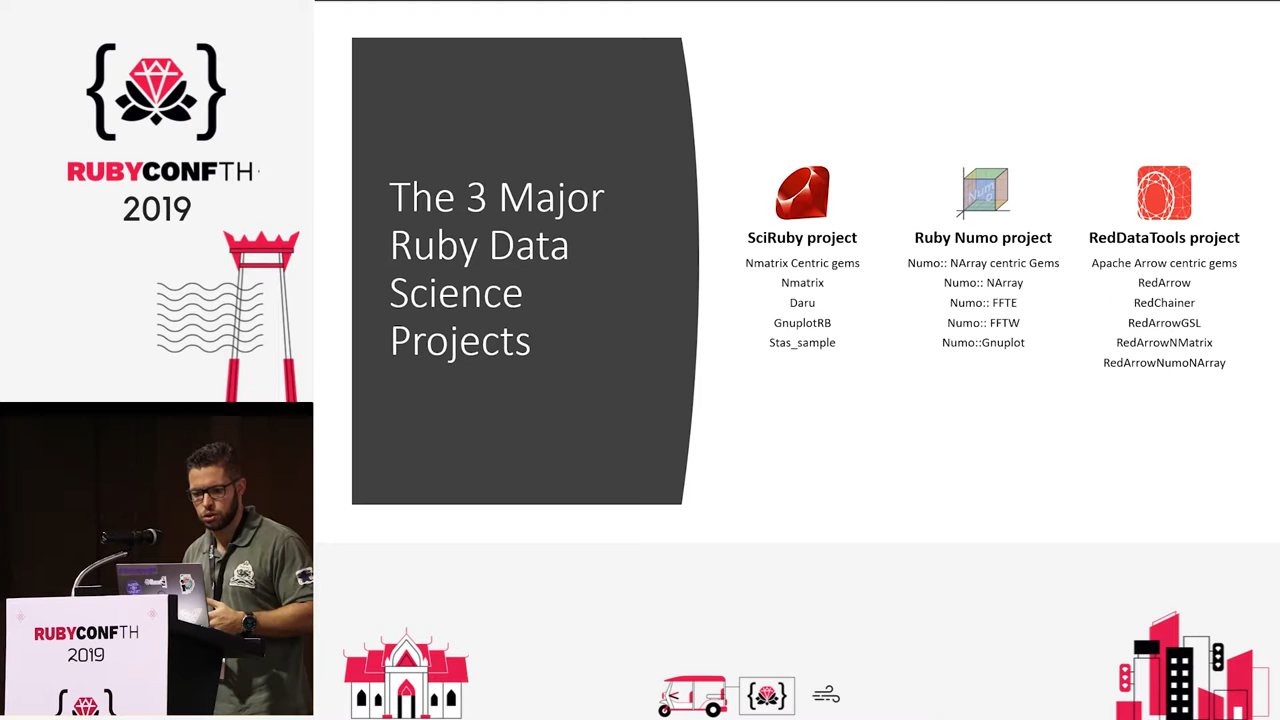 RUBYCONFTH
2019
The 3 Major
Ruby Data
Science
Projects
SciRuby project
Nmatrix Centric gems
Nmatrix
Daru
GnuplotRB
Stas_sample
Numo
Ruby Numo project
Numo:: NArray centric Gems
Numo:: NArray
Numo:: FFTE
Numo:: FFTW
Numo::Gnuplot
RedDataTools project
Apache Arrow centric gems
RedArrow
RedChainer
RedArrowGSL
RedArrowNMatrix
RedArrowNumoNArray
RUBYCONFTH
2019